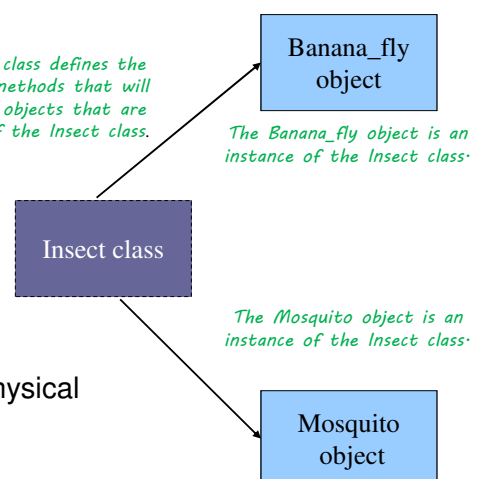 Banana_fly
object
class defines the
methods that will
objects that are
the Insect class.
The Banana_fly object is an
instance of the Insect class.
Insect class
The Mosquito object is an
instance of the Insect class.
Mosquito
object